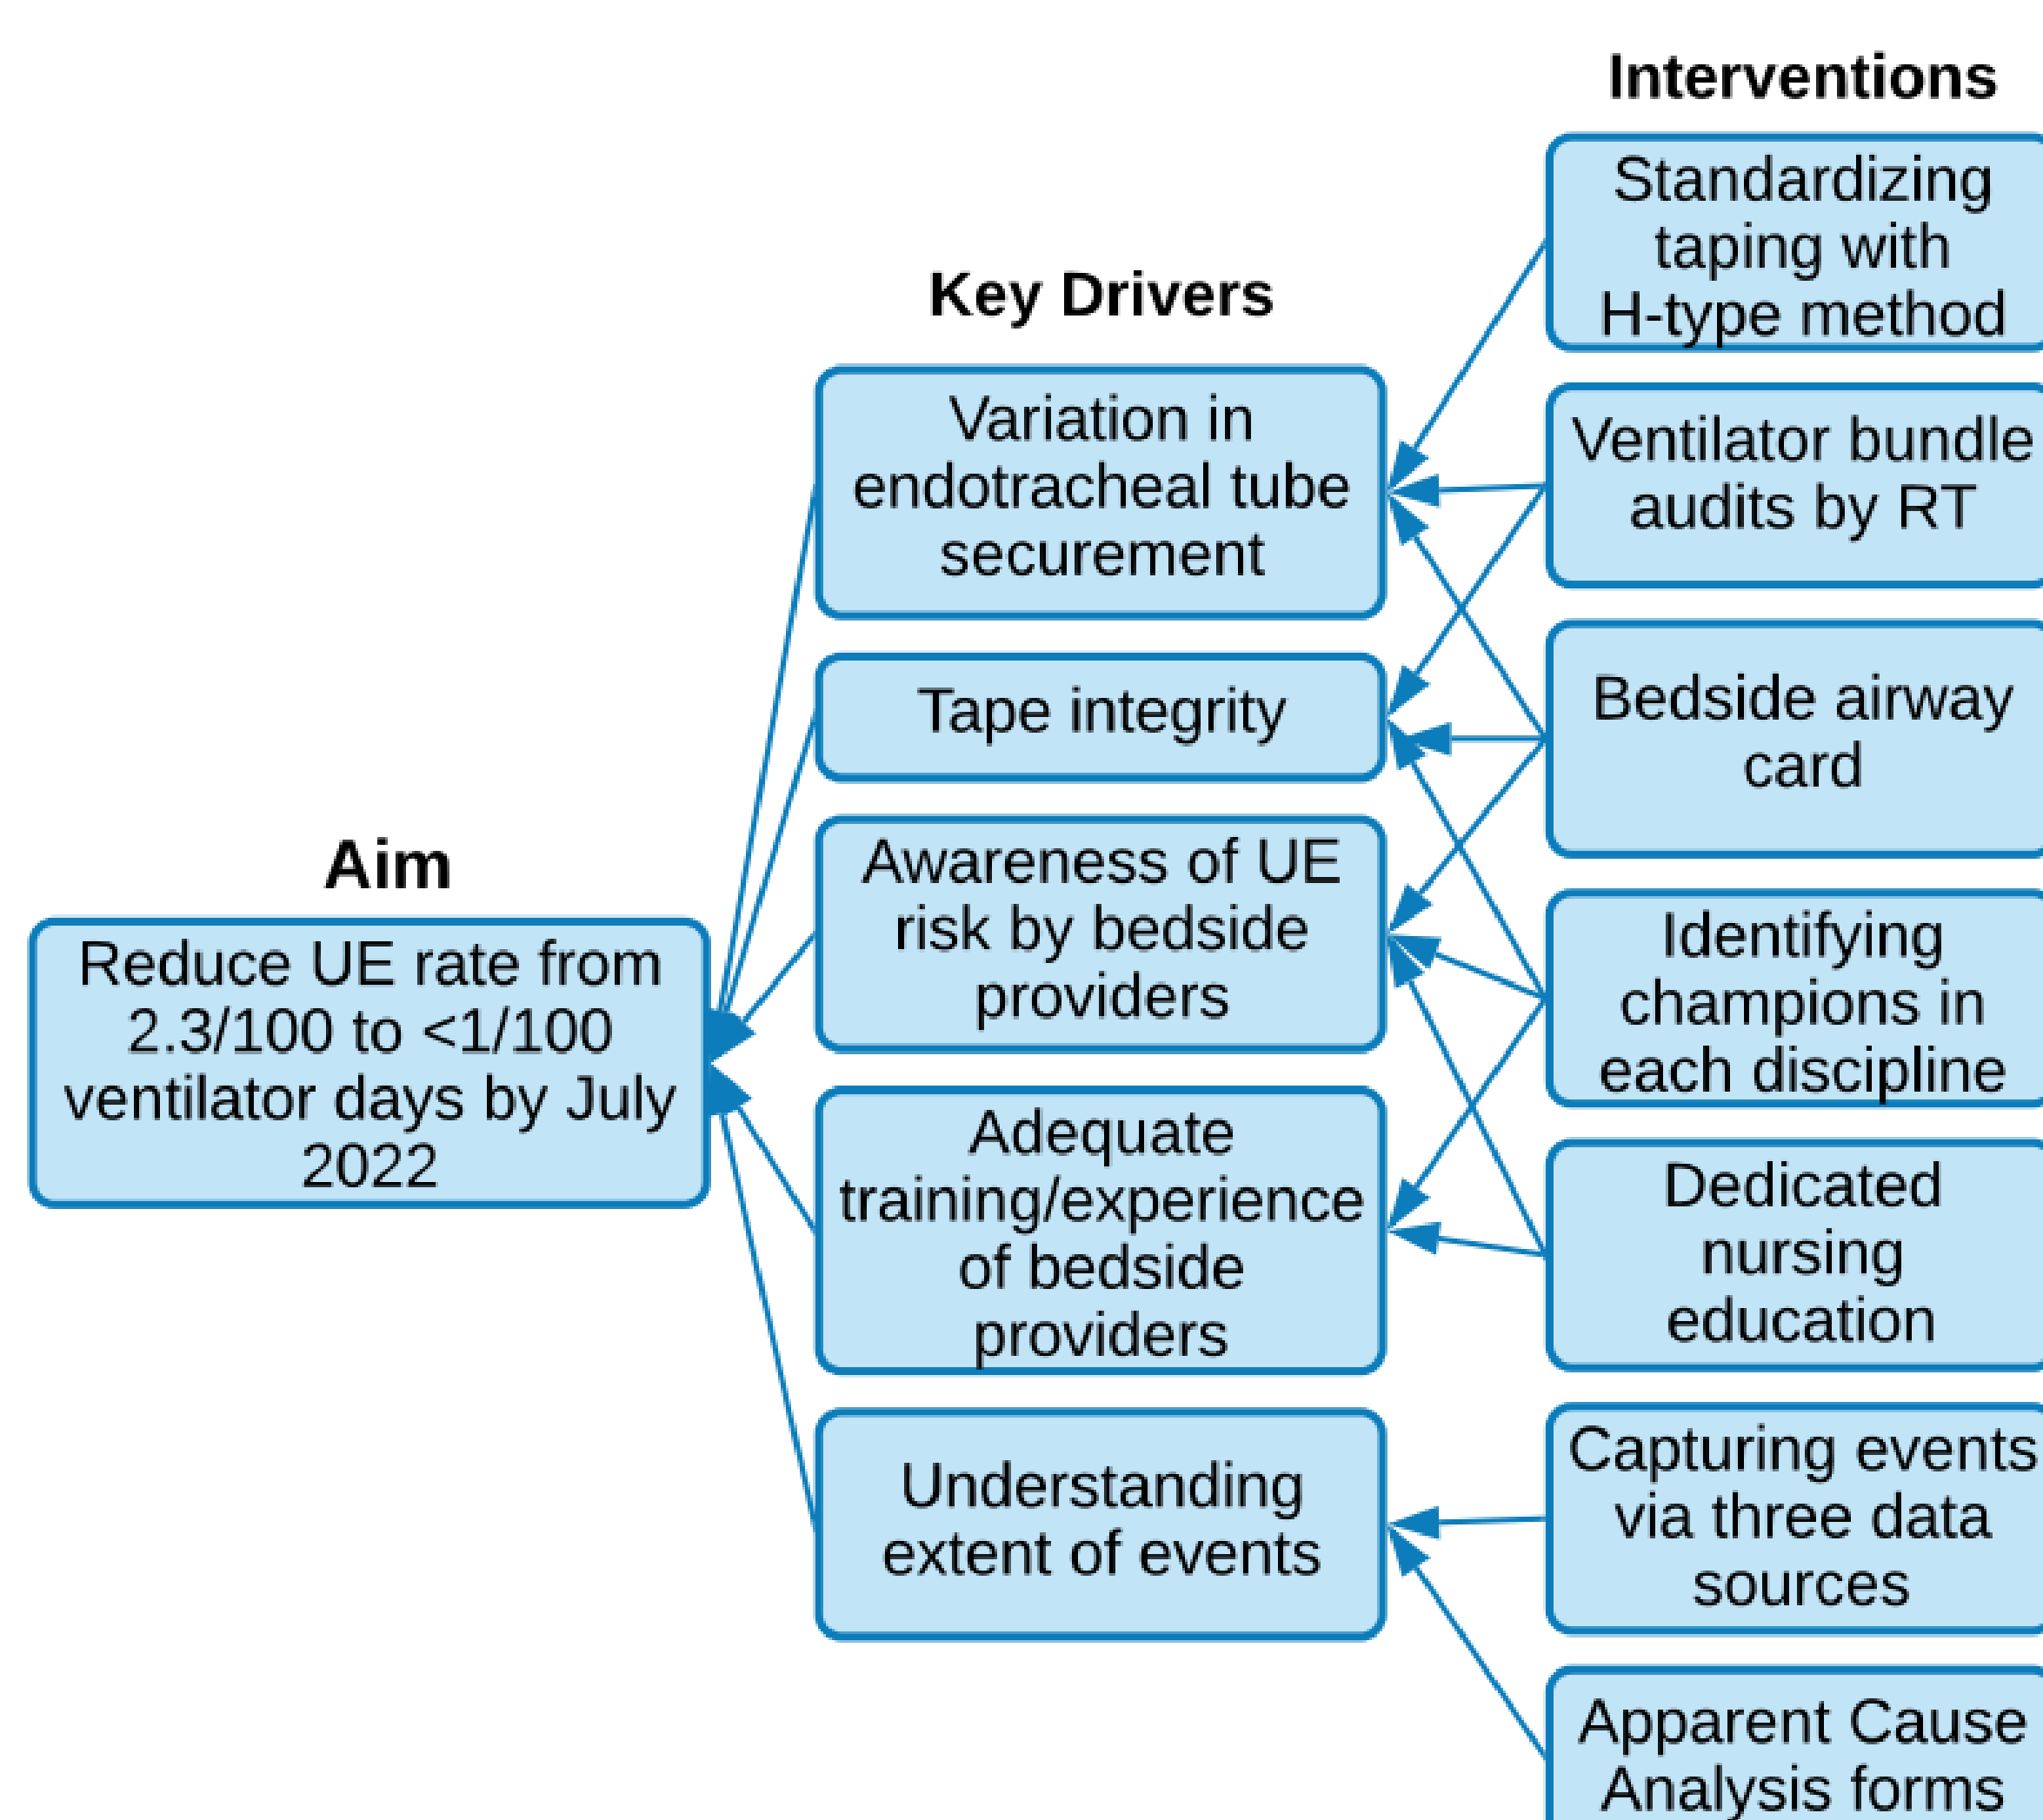 Aim
Reduce UE rate from
2.3/100 to <1/100
ventilator days by July
2022
Key Drivers
Variation in
endotracheal tube
securement
Tape integrity
Awareness of UE
risk by bedside
providers
Adequate
training/experience
of bedside
providers
Understanding
extent of events
Interventions
Standardizing
taping with
H-type method
Ventilator bundle
audits by RT
Bedside airway
card
Identifying
champions in
each discipline
Dedicated
nursing
education
Capturing events
via three data
sources
Apparent Cause
Analysis forms